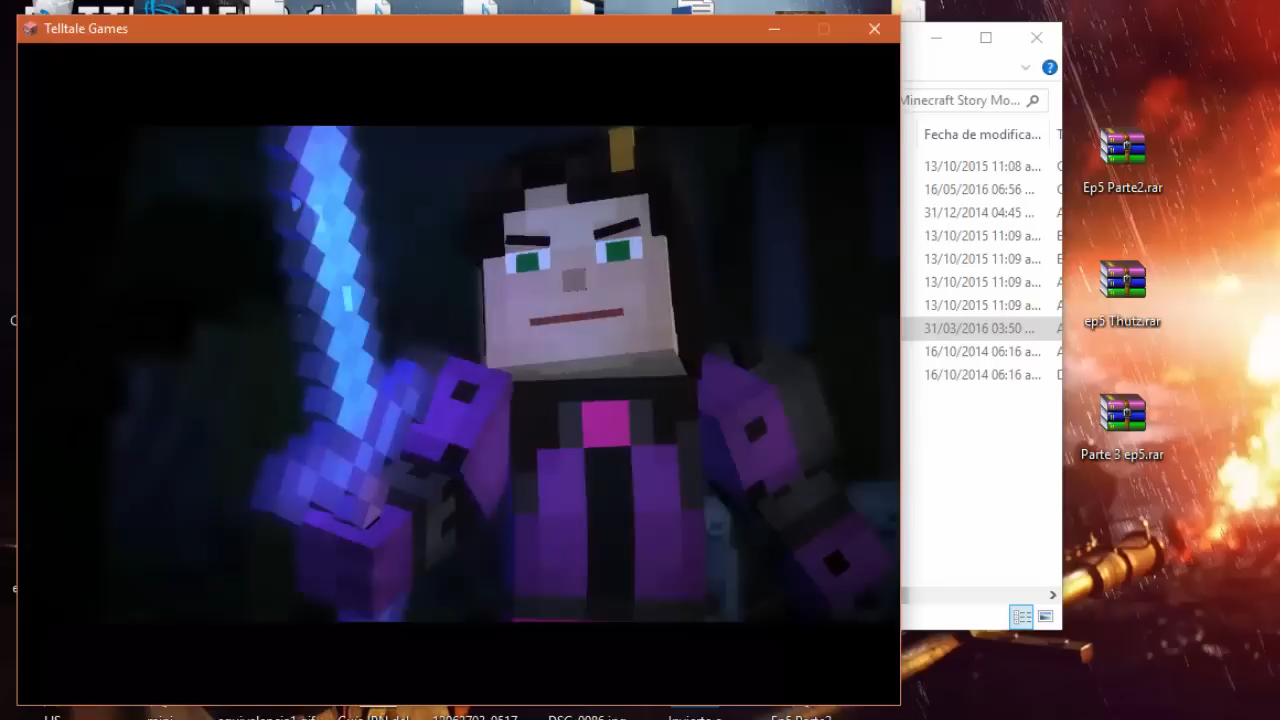 Telltale Games
Minecraft Story Mo...
Fecha de modifica...
13/10/2015 11:08 a...
16/05/2016 06:56 ...
31/12/2014 04:45 ...
13/10/2015 11:09 a...
13/10/2015 11:09 a...
13/10/2015 11:09 a...
13/10/2015 11:09 a...
31/03/2016 03:50 ...
16/10/2014 06:16 a...
16/10/2014 06:16 a...
Ep5 Parte2.rar
ep5 Thutz.rar
Parte 3 ep5.rar